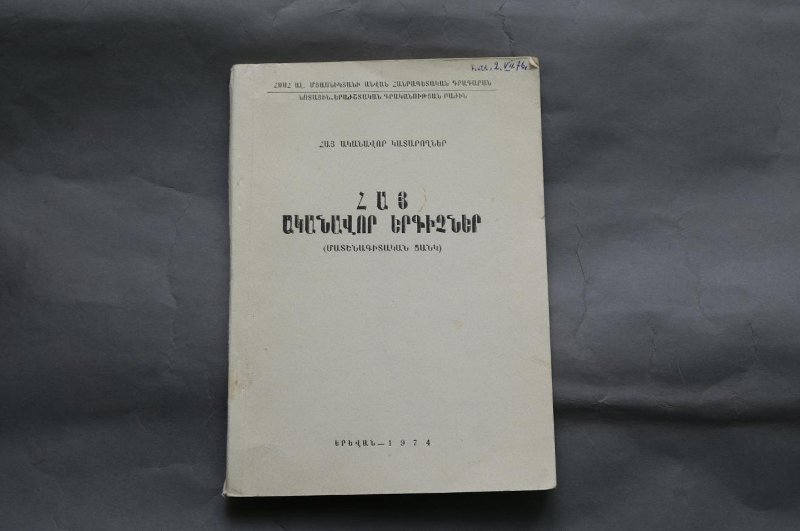 ՀՍՍՀ ԱԼ. ՄՅԱՍՆԻԿՅԱՆԻ ԱՆՎԱՆ ՀԱՆՐԱՊԵՏԱԿԱՆ ԳՐԱԴԱՐԱՆ
ՆՈՏԱՅԻՆ-ԵՐԱԺՇՏԱԿԱՆ ԳՐԱԿԱՆՈՒԹՅԱՆ ԲԱԺԻՆ
ՀԱՅ ԱԿԱՆԱՎՈՐ ԿԱՏԱՐՈՂՆԵՐ
ՀԱՅ
ԱԿԱՆԱՎՈՐ ԵՐԳԻՉՆԵՐ
(ՄԱՏԵՆԱԳԻՏԱԿԱՆ ՑԱՆԿ)
ԵՐԵՎԱՆ—1974